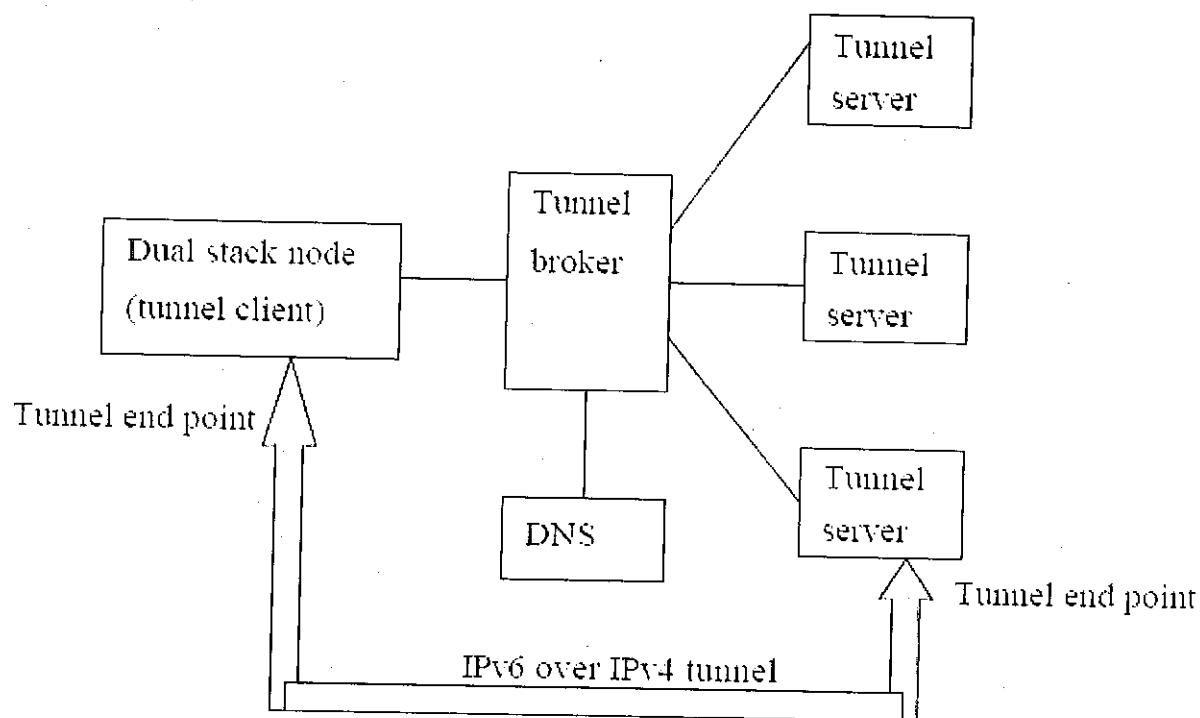 Tunnel
server
Tunnel
broker
Dual stack node
(tunnel client)
Tunnel
server
Tunnel end point
Tunnel
server
DNS
Tunnel end point
IPv6 over IPv4 tunnel